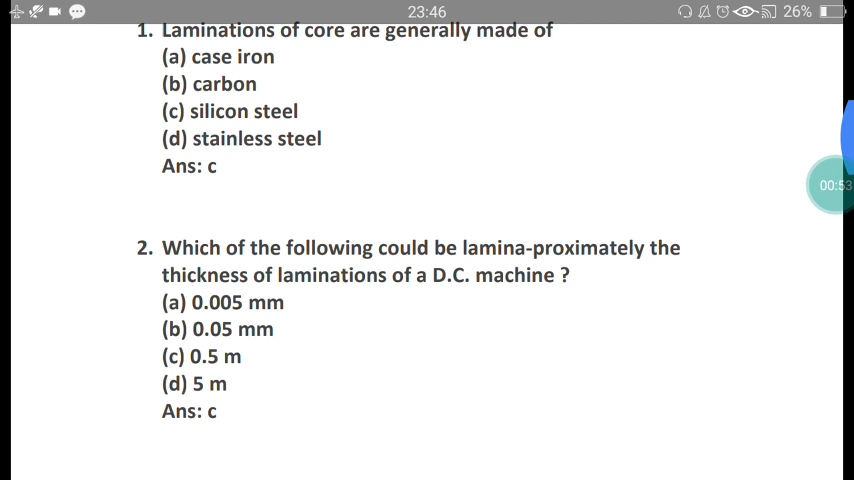 23:46
26%
1. Laminations of core are generally made of
(a) case iron
(b) carbon
(c) silicon steel
(d) stainless steel
Ans: c
00:53
2. Which of the following could be lamina-proximately the
thickness of laminations of a D.C. machine ?
(a) 0.005 mm
(b) 0.05 mm
(c) 0.5 m
(d) 5 m
Ans: c